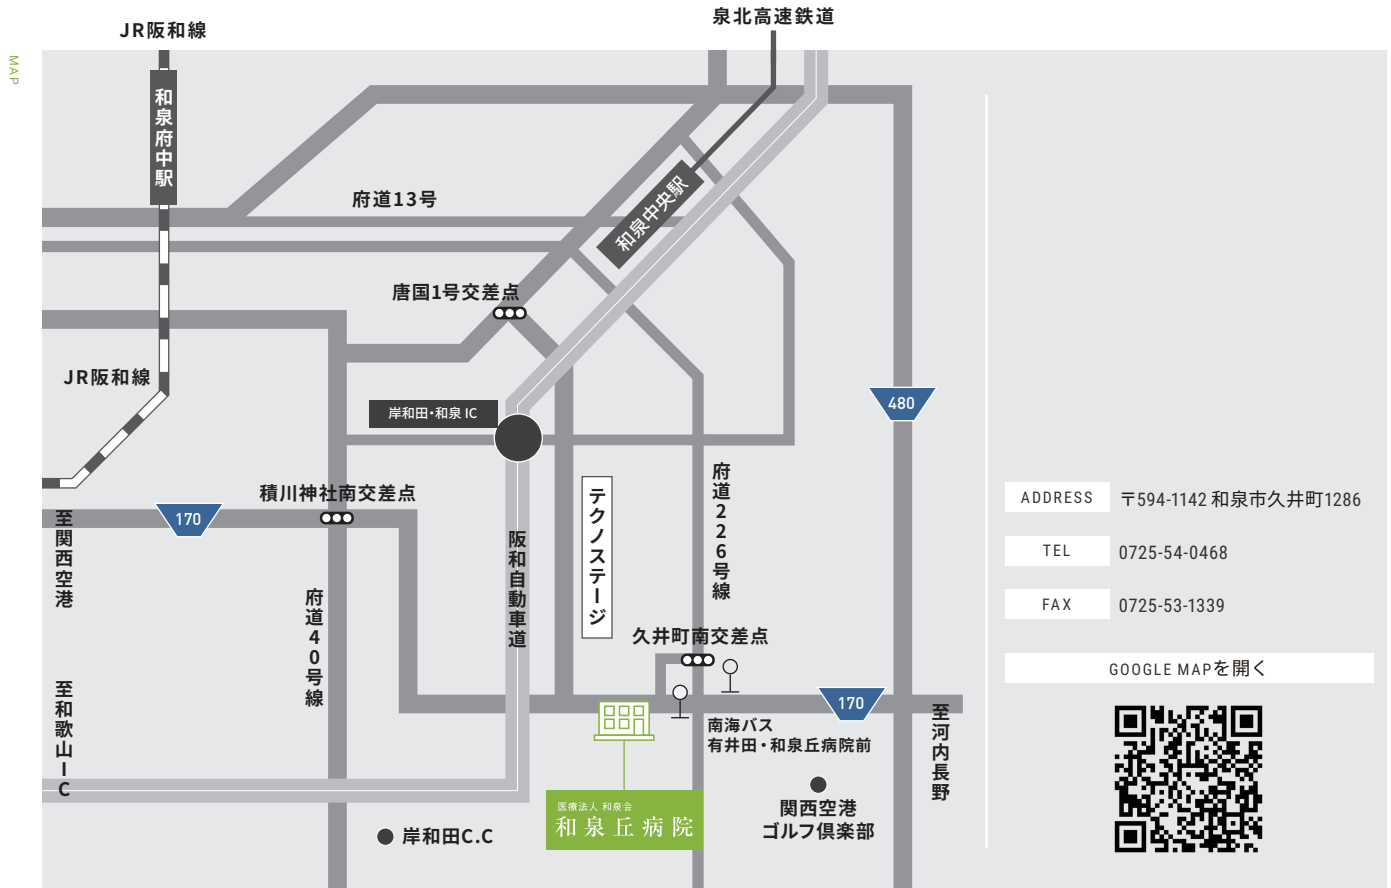 泉北高速鉄道
JR阪和線
MAP
和泉府中駅
府道13号
和泉中央駅
唐国1号交差点
JR阪和線
480
岸和田・和泉 IC
積川神社南交差点
170
至関西空港
阪和自動車道
テクノステージ
府道226号線
府道40号線
久井町南交差点
至和歌山IC
170
至河内長野
南海バス
有井田・和泉丘病院前
医療法人 和泉会
和泉丘病院
関西空港
ゴルフ倶楽部
岸和田C.C
ADDRESS
〒594-1142 和泉市久井町1286
TEL
0725-54-0468
FAX
0725-53-1339
GOOGLE MAPを開く